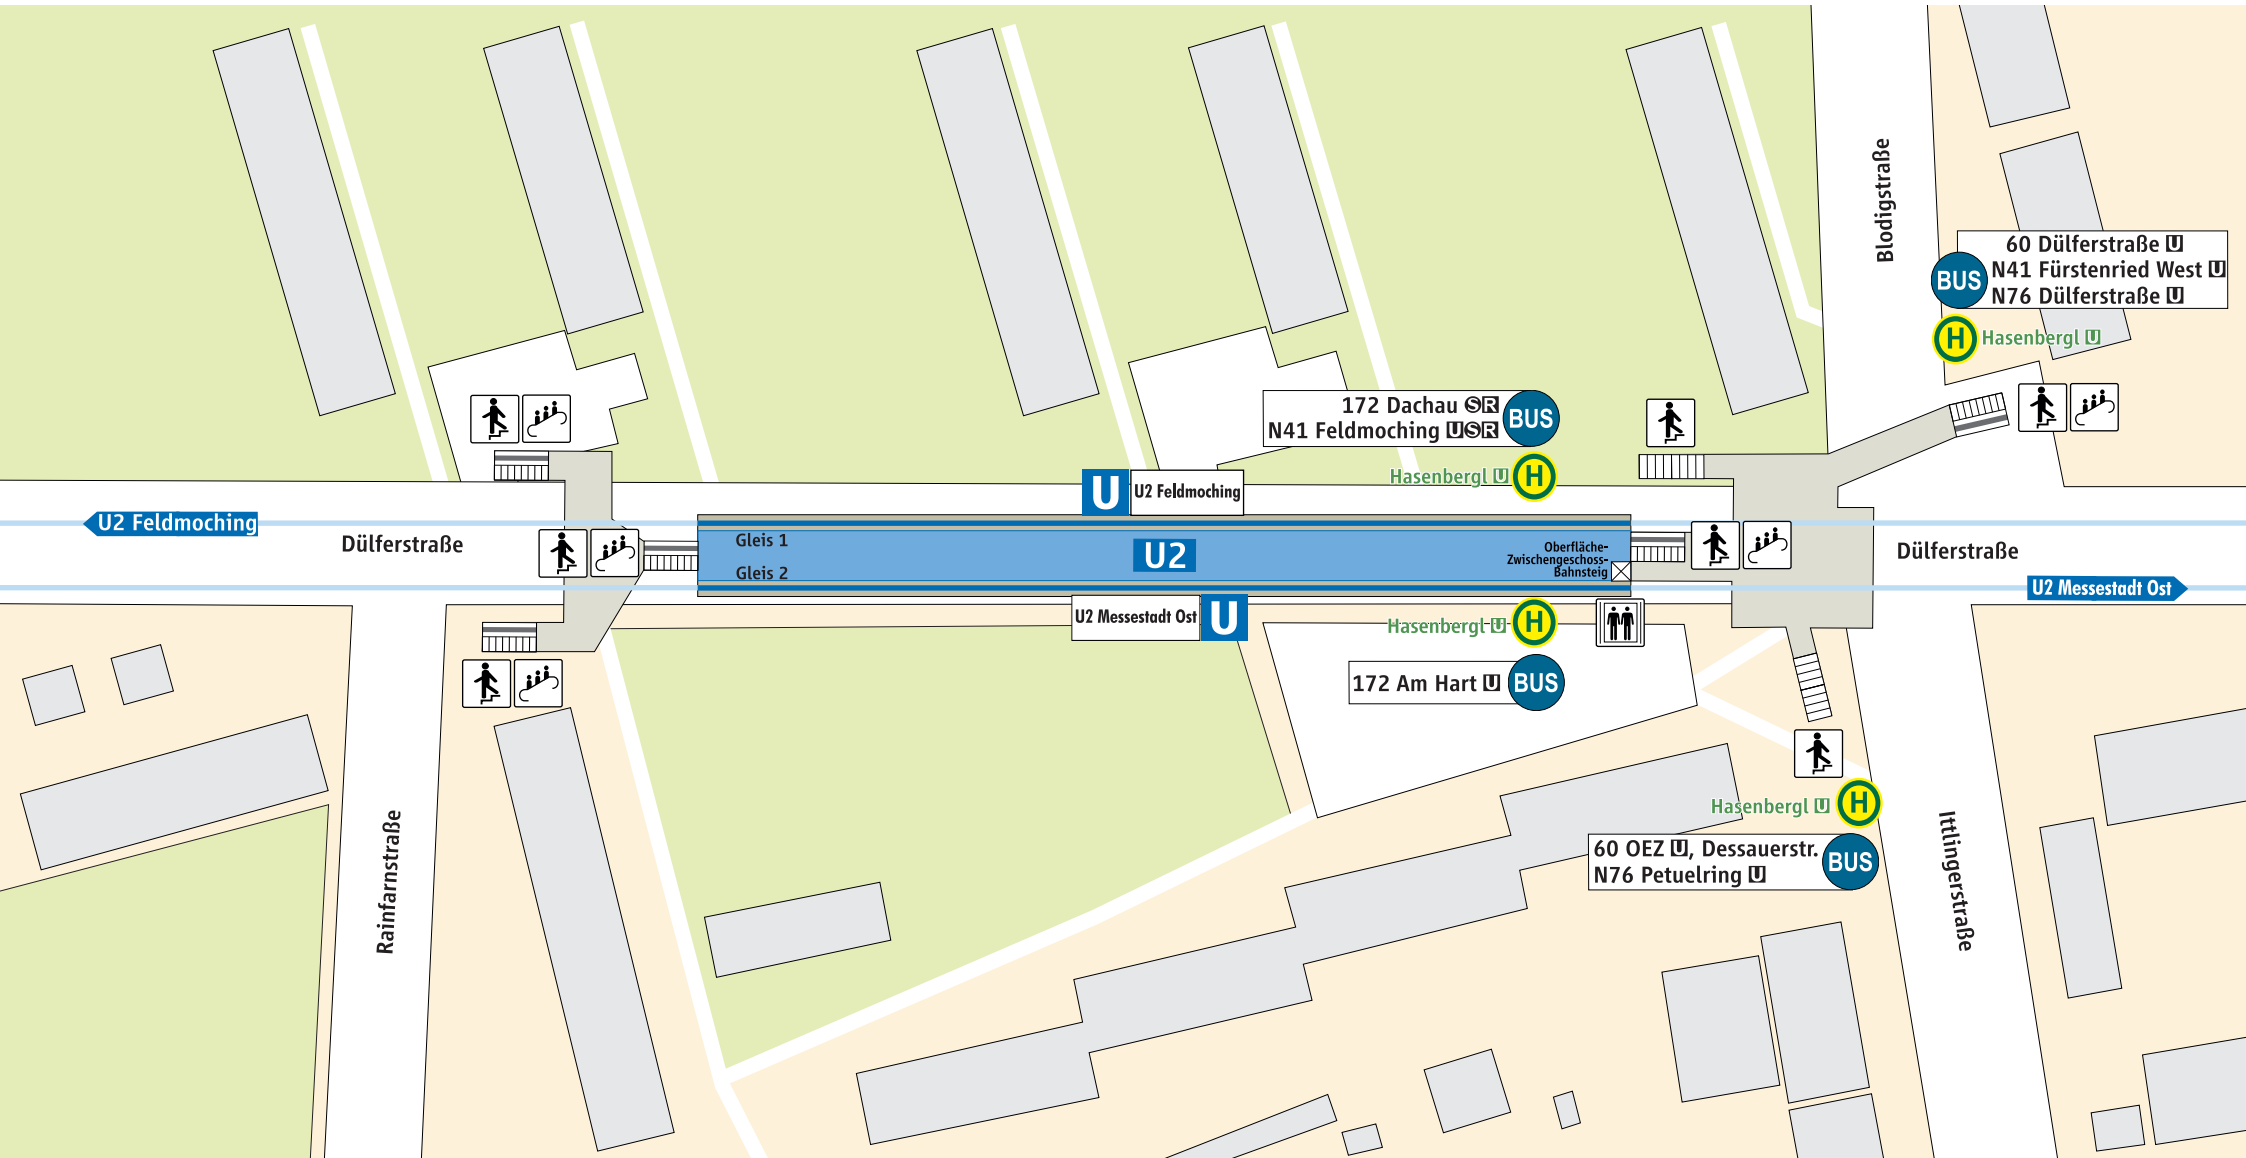 Blodigstraße
60 Dülferstraße U
N41 Fürstenried West U
N76 Dülferstraße U
BUS
H Hasenbergl U
172 Dachau S R
N41 Feldmoching U S R
BUS
Hasenbergl U H
U U2 Feldmoching
U2 Feldmoching
Dülferstraße
Gleis 1
Gleis 2
U2
Oberfläche-
Zwischengeschoss-
Bahnsteig
Dülferstraße
U2 Messestadt Ost
U2 Messestadt Ost U
Hasenbergl U H
172 Am Hart U BUS
Hasenbergl U H
60 OEZ U, Dessauerstr.
N76 Petuelring U
BUS
Rainfarnstraße
Ittlingerstraße